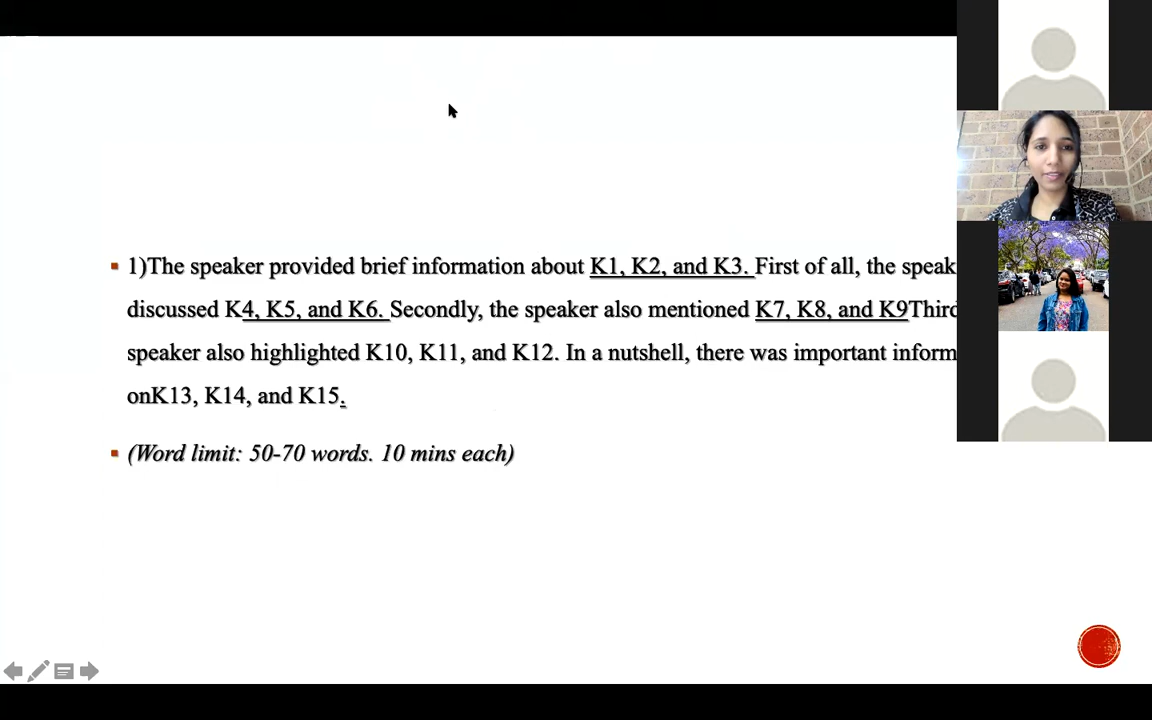 1)The speaker provided brief information about K1, K2, and K3. First of all, the speak
discussed K4, K5, and K6. Secondly, the speaker also mentioned K7, K8, and K9Third
speaker also highlighted K10, K11, and K12. In a nutshell, there was important inform
onK13, K14, and K15.
(Word limit: 50-70 words. 10 mins each)